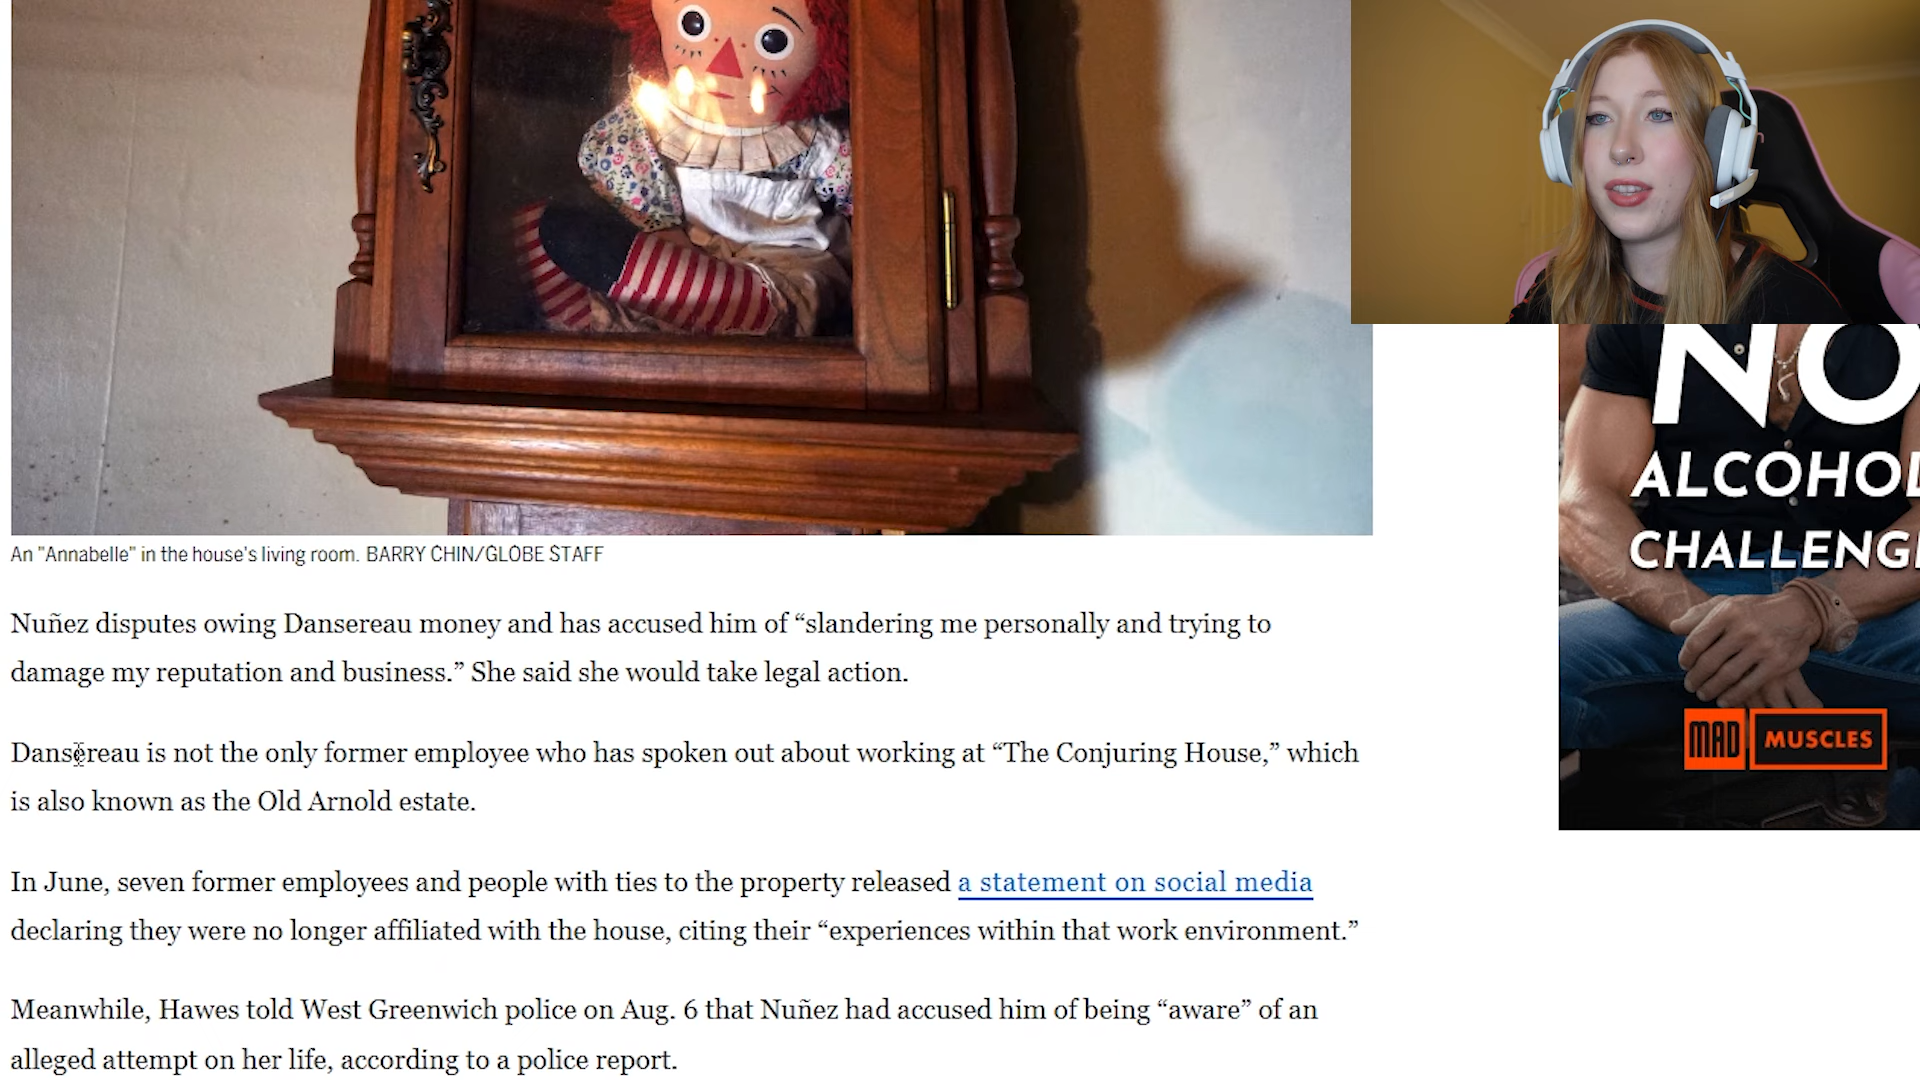 An "Annabelle" in the house's living room. BARRY CHIN/GLOBE STAFF
Nuñez disputes owing Dansereau money and has accused him of “slandering me personally and trying to
damage my reputation and business.” She said she would take legal action.
Dansereau is not the only former employee who has spoken out about working at “The Conjuring House,” which
is also known as the Old Arnold estate.
In June, seven former employees and people with ties to the property released a statement on social media
declaring they were no longer affiliated with the house, citing their “experiences within that work environment.”
Meanwhile, Hawes told West Greenwich police on Aug. 6 that Nuñez had accused him of being “aware” of an
alleged attempt on her life, according to a police report.
NO
ALCOHOL
CHALLENGE
MAD MUSCLES